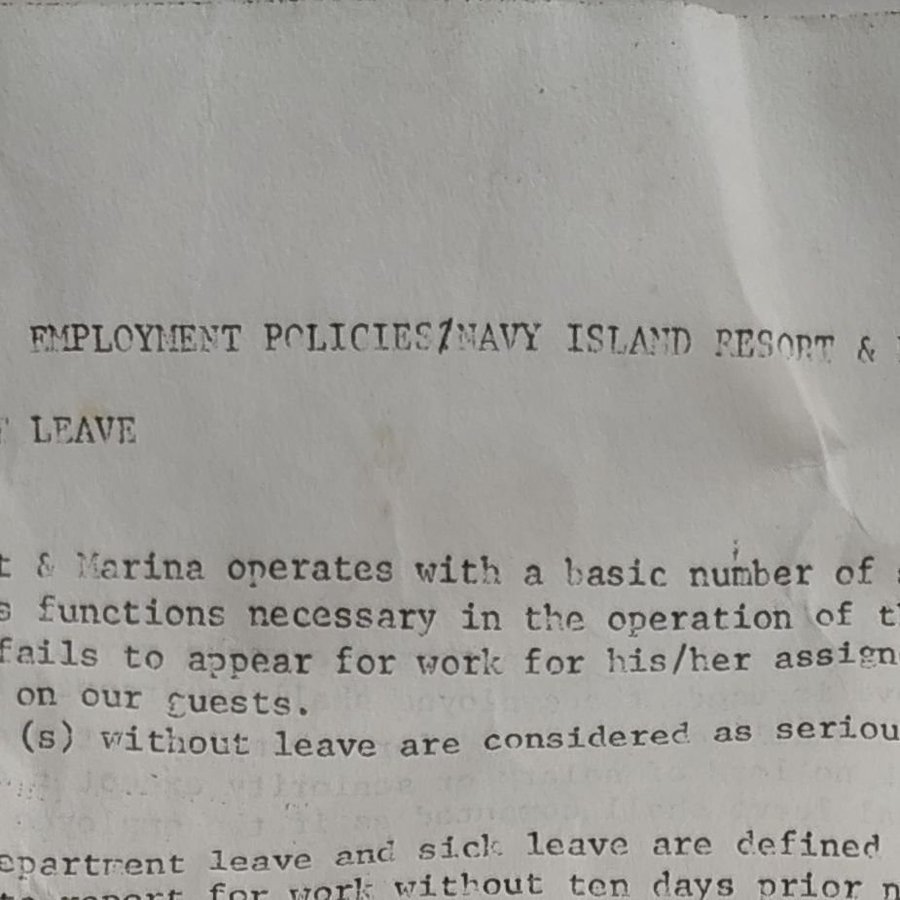 EMPLOYMENT POLICIES/NAVY ISLAND RESORT &
LEAVE
& Marina operates with a basic number of
functions necessary in the operation of
fails to appear for work for his/her
on our guests.
(s) without leave are considered as
leave and sick leave are defined
report for work without ten days prior